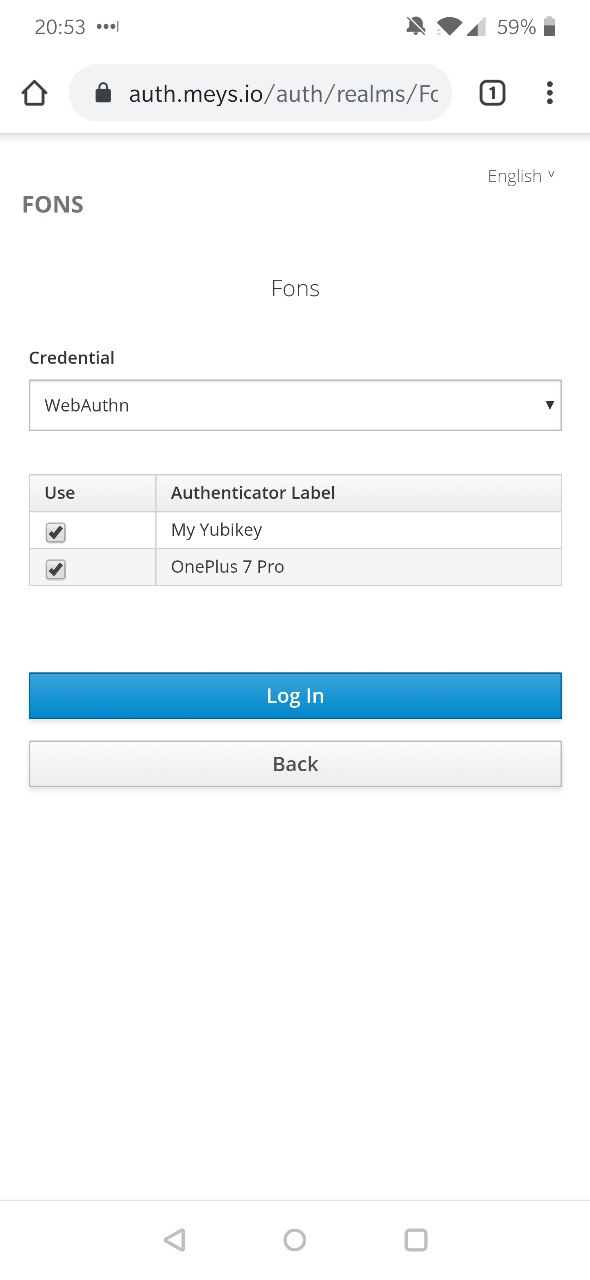 20:53 59%
auth.meys.io/auth/realms/Fo 1
English
FONS
Fons
Credential
WebAuthn
Use Authenticator Label
My Yubikey
OnePlus 7 Pro
Log In
Back